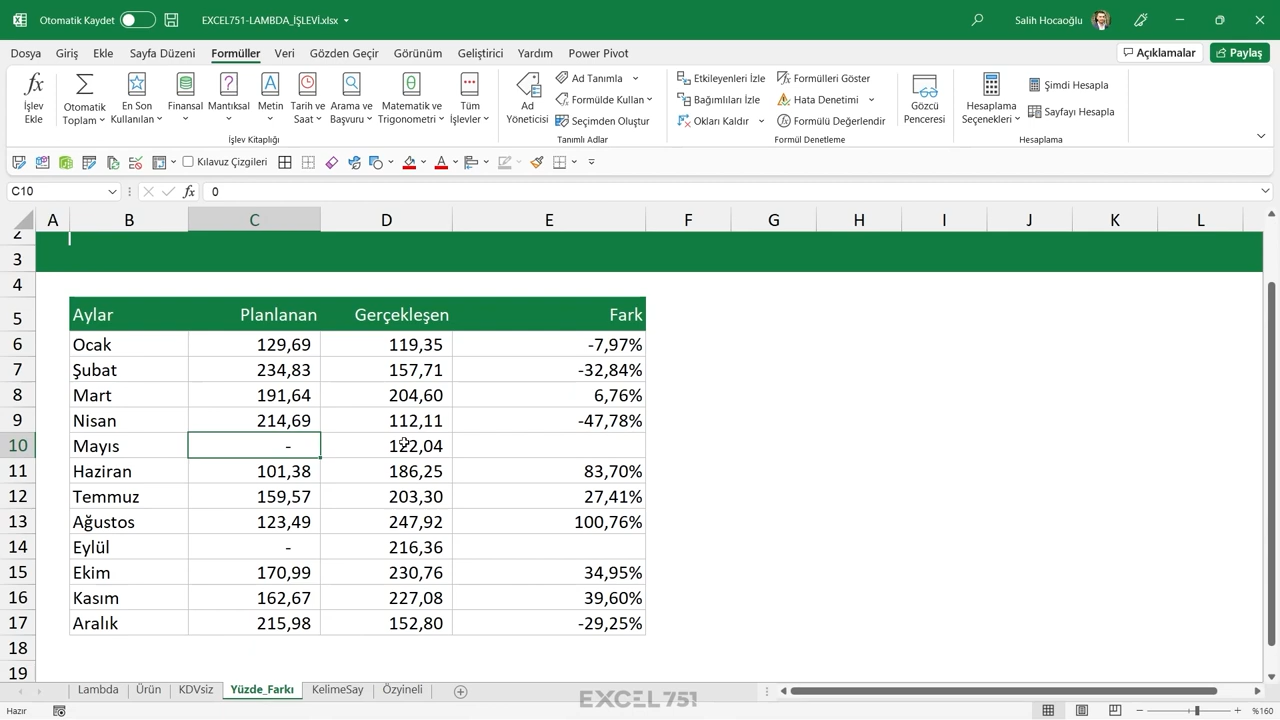 Otomatik Kaydet EXCEL751-LAMBDA_İŞLEVİ.xlsx Salih Hocaoğlu
Dosya Giriş Ekle Sayfa Düzeni Formüller Veri Gözden Geçir Görünüm Geliştirici Yardım Power Pivot Açıklamalar Paylaş
İşlev Ekle
Otomatik Toplam
En Son Kullanılan
Finansal
Mantıksal
Metin
Tarih ve Saat
Arama ve Başvuru
Matematik ve Trigonometri
Tüm İşlevler
İşlev Kitaplığı
Ad Yöneticisi
Ad Tanımla
Formülde Kullan
Seçimden Oluştur
Tanımlı Adlar
Etkileyenleri İzle
Bağımlıları İzle
Okları Kaldır
Formülleri Göster
Hata Denetimi
Formülü Değerlendir
Formül Denetleme
Gözcü Penceresi
Hesaplama Seçenekleri
Şimdi Hesapla
Sayfayı Hesapla
Hesaplama
Kılavuz Çizgileri
C10 fx 0
A B C D E F G H I J K L
2
3
4
5 Aylar Planlanan Gerçekleşen Fark
6 Ocak 129,69 119,35 -7,97%
7 Şubat 234,83 157,71 -32,84%
8 Mart 191,64 204,60 6,76%
9 Nisan 214,69 112,11 -47,78%
10 Mayıs - 122,04
11 Haziran 101,38 186,25 83,70%
12 Temmuz 159,57 203,30 27,41%
13 Ağustos 123,49 247,92 100,76%
14 Eylül - 216,36
15 Ekim 170,99 230,76 34,95%
16 Kasım 162,67 227,08 39,60%
17 Aralık 215,98 152,80 -29,25%
18
19
Lambda Ürün KDVsiz Yüzde_Farkı KelimeSay Özyineli
EXCEL 751
Hazır %160